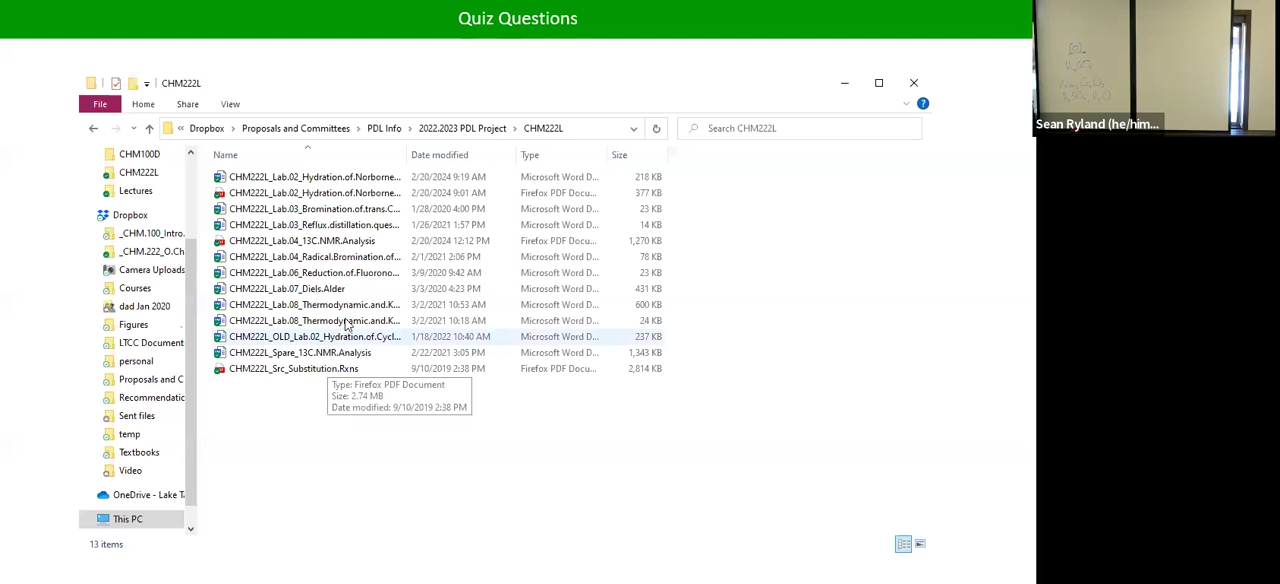 Quiz Questions
CHM222L
File Home Share View
« Dropbox Proposals and Committees PDL Info 2022.2023 PDL Project CHM222L
Search CHM222L
Name Date modified Type Size
CHM100D
CHM222L
Lectures
Dropbox
_CHM.100_Intro.
_CHM.222_O.Ch
Camera Uploads
Courses
dad Jan 2020
Figures
LTCC Document
personal
Proposals and C
Recommendatic
Sent files
temp
Textbooks
Video
OneDrive - Lake T
This PC
CHM222L_Lab.02_Hydration.of.Norborne... 2/20/2024 9:19 AM Microsoft Word D... 218 KB
CHM222L_Lab.02_Hydration.of.Norborne... 2/20/2024 9:01 AM Firefox PDF Docu... 377 KB
CHM222L_Lab.03_Bromination.of.trans.C... 1/28/2020 4:00 PM Microsoft Word D... 23 KB
CHM222L_Lab.03_Reflux.distillation.ques... 1/26/2021 1:57 PM Microsoft Word D... 14 KB
CHM222L_Lab.04_13C.NMR.Analysis 2/20/2024 12:12 PM Firefox PDF Docu... 1,270 KB
CHM222L_Lab.04_Radical.Bromination.of... 2/1/2021 2:06 PM Microsoft Word D... 78 KB
CHM222L_Lab.06_Reduction.of.Fluorono... 3/9/2020 9:42 AM Microsoft Word D... 23 KB
CHM222L_Lab.07_Diels.Alder 3/3/2020 4:23 PM Microsoft Word D... 431 KB
CHM222L_Lab.08_Thermodynamic.and.K... 3/2/2021 10:53 AM Microsoft Word D... 600 KB
CHM222L_Lab.08_Thermodynamic.and.K... 3/2/2021 10:18 AM Microsoft Word D... 24 KB
CHM222L_OLD_Lab.02_Hydration.of.Cycl... 1/18/2022 10:40 AM Microsoft Word D... 237 KB
CHM222L_Spare_13C.NMR.Analysis 2/22/2021 3:05 PM Microsoft Word D... 1,343 KB
CHM222L_Src_Substitution.Rxns 9/10/2019 2:38 PM Firefox PDF Docu... 2,814 KB
Type: Firefox PDF Document
Size: 2.74 MB
Date modified: 9/10/2019 2:38 PM
13 items
Sean Ryland (he/him...